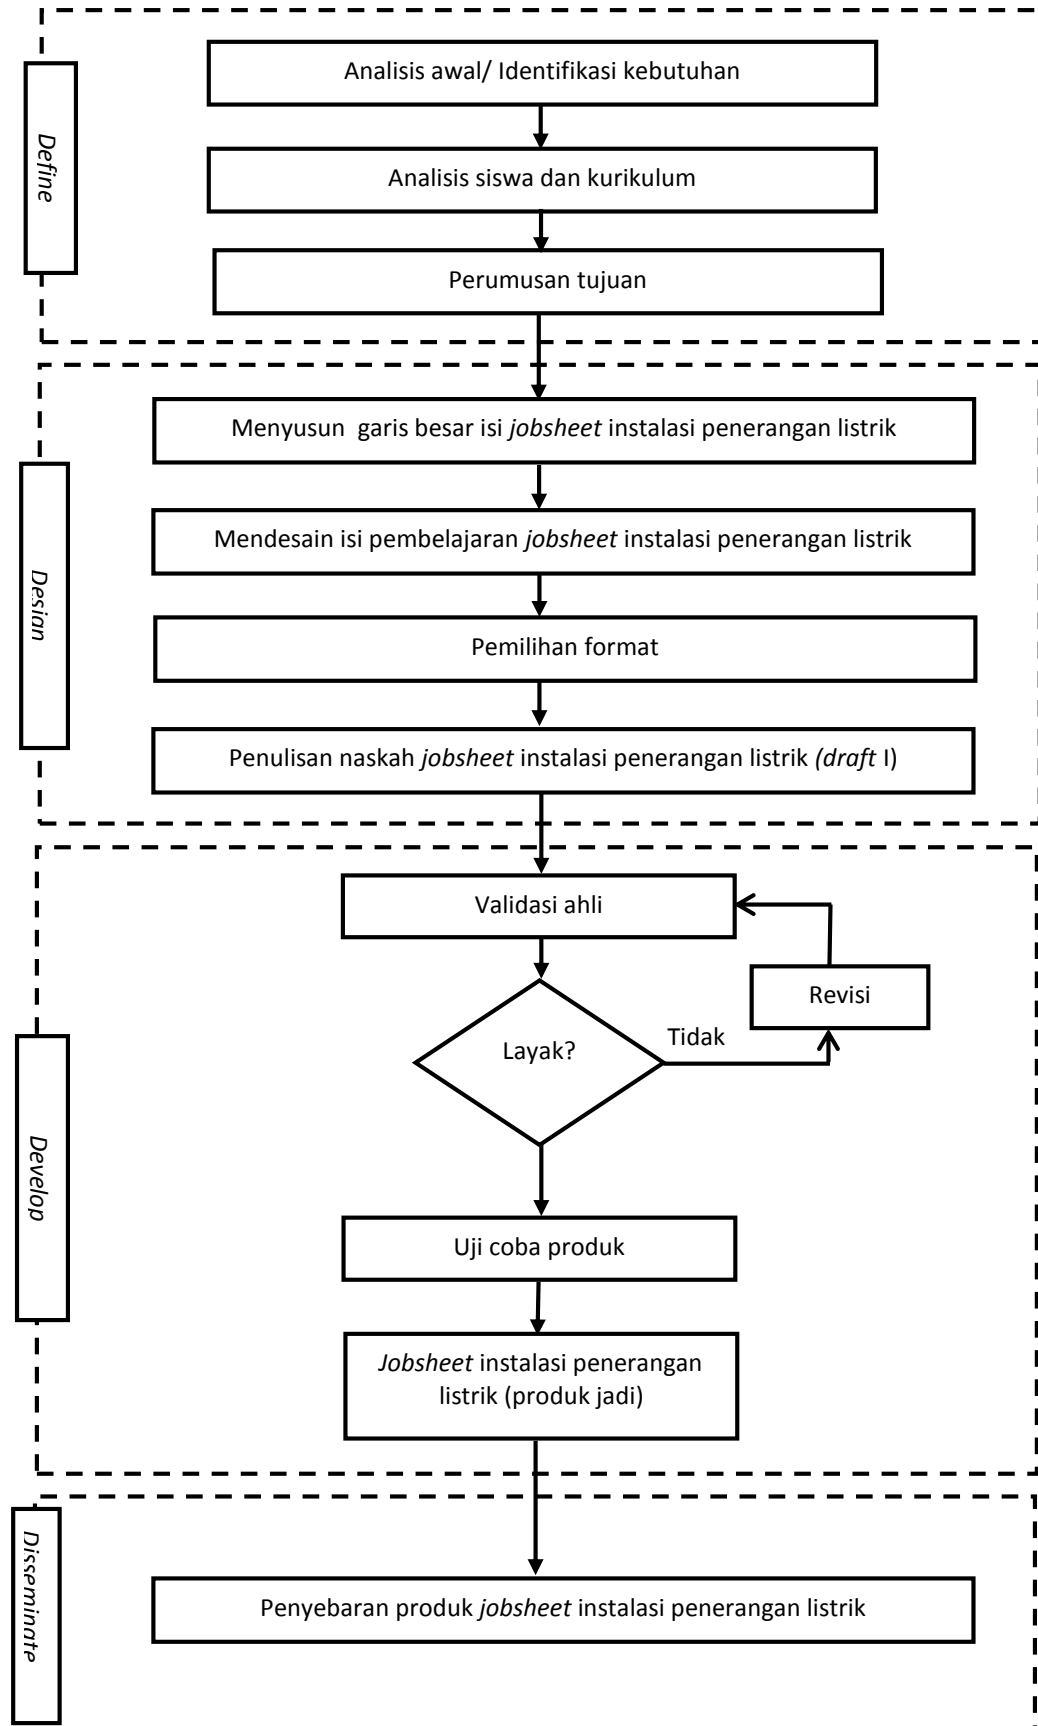 Define
Analisis awal/ Identifikasi kebutuhan
Analisis siswa dan kurikulum
Perumusan tujuan
Design
Menyusun  garis besar isi jobsheet instalasi penerangan listrik
Mendesain isi pembelajaran jobsheet instalasi penerangan listrik
Pemilihan format
Penulisan naskah jobsheet instalasi penerangan listrik (draft I)
Develop
Validasi ahli
Revisi
Layak?
Tidak
Uji coba produk
Jobsheet instalasi penerangan
listrik (produk jadi)
Disseminate
Penyebaran produk jobsheet instalasi penerangan listrik